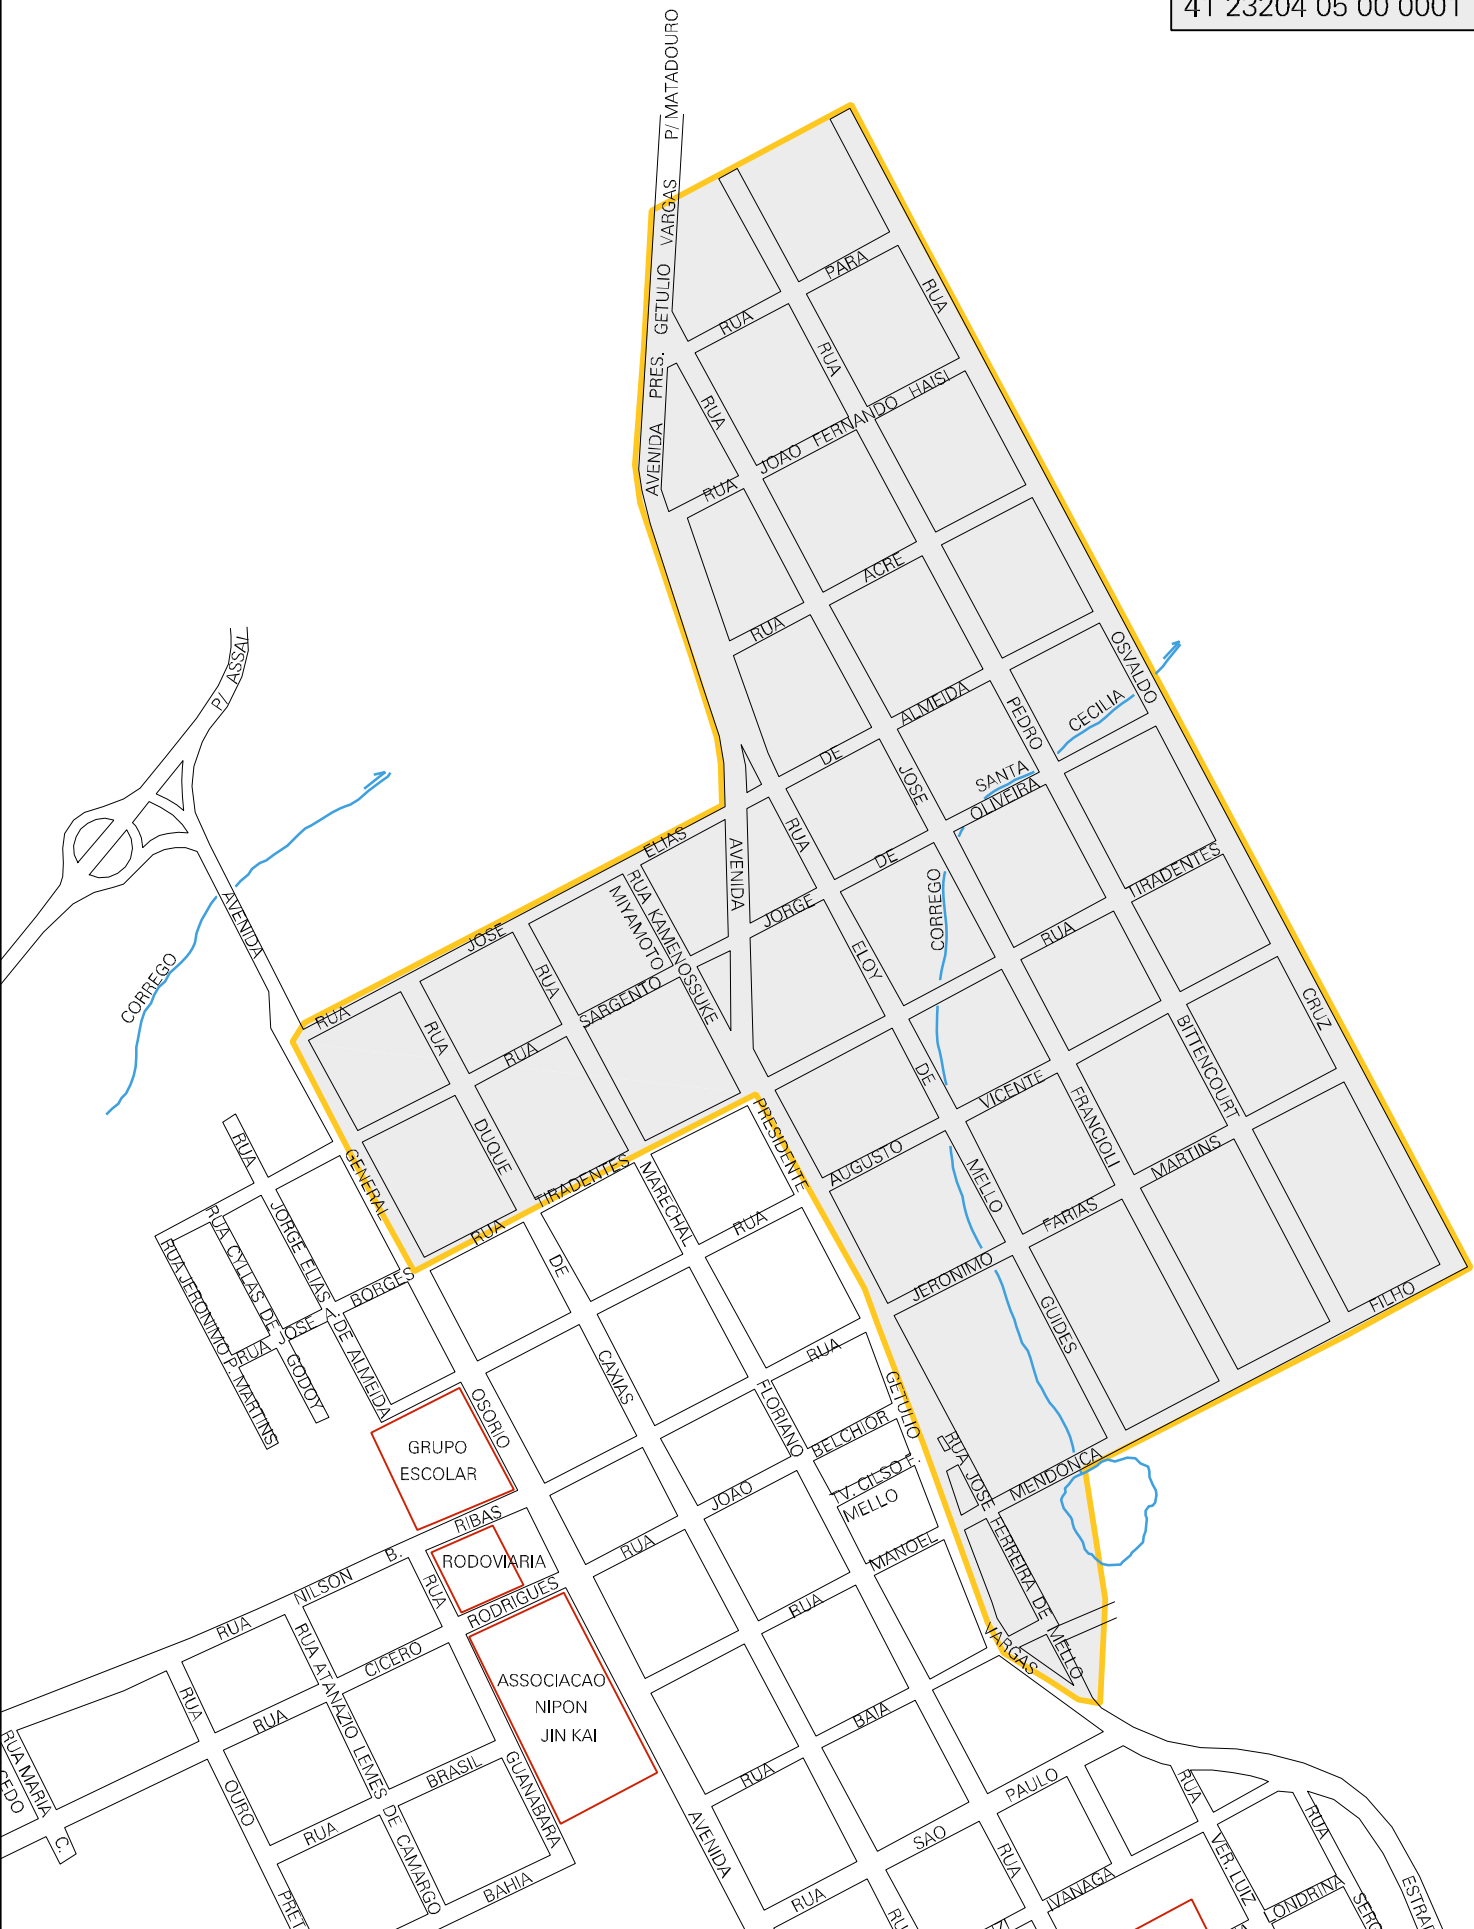 41 23204 05 00 0001
P/ MATADOURO
AVENIDA PRES. GETULIO VARGAS
RUA PARA
RUA
RUA
RUA
RUA JOAO FERNANDO HAISI
RUA ACRE
OSVALDO
CRUZ
P/ ASSAI
RUA JOSE ELIAS
DE ALMEIDA
PEDRO
CECILIA
SANTA
CORREGO
JOSE
DE OLIVEIRA
RUA
AVENIDA
RUA KAMENOSSUKE
MIYAMOTO
JORGE
RUA TIRADENTES
ELOY
AVENIDA
CORREGO
RUA
RUA
RUA SARGENTO
BITTENCOURT
DE
VICENTE
FRANCIOLI
DUQUE
GENERAL
PRESIDENTE
AUGUSTO
MARTINS
MELLO
FARIAS
RUA TIRADENTES
MARECHAL
RUA
RUA
RUA CYLLAS DE GODOY
JORGE ELIAS A. DE ALMEIDA
RUA JERONIMO P. MARTINS
RUA JOSE BORGES
DE
JERONIMO
GUIDES
FILHO
RUA
CAXIAS
FLORIANO
GETULIO
BELCHIOR
OSORIO
GRUPO
ESCOLAR
TV. CILSO F.
MELLO
RUA JOSE FERREIRA DE MELLO
MENDONCA
JOAO
RUA
MANOEL
RUA NILSON B. RIBAS
RODOVIARIA
RUA
RODRIGUES
RUA
VARGAS
RUA ATANAZIO LEMES DE CAMARGO
CICERO
RUA
RUA
ASSOCIACAO
NIPON
JIN KAI
BAIA
RUA
RUA MARIA
CEDO
C.
OURO
PRET
BRASIL
RUA
GUANABARA
BAHIA
AVENIDA
PAULO
SAO
RUA
RUA
RUA
RUA
VER. LUIZ
IVANAGA
LONDRINA
SERG
ESTRA
RU